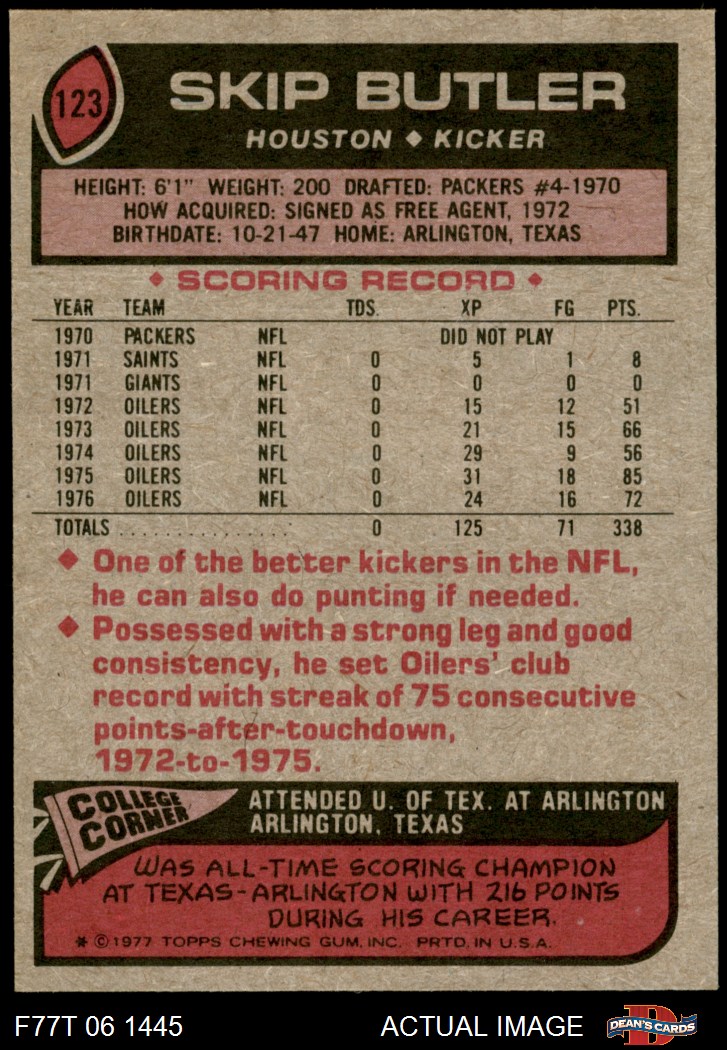 123
SKIP BUTLER
HOUSTON ◆ KICKER
HEIGHT: 6'1" WEIGHT: 200 DRAFTED: PACKERS #4-1970
HOW ACQUIRED: SIGNED AS FREE AGENT, 1972
BIRTHDATE: 10-21-47 HOME: ARLINGTON, TEXAS
◆ SCORING RECORD ◆
YEAR TEAM TDS. XP FG PTS.
1970 PACKERS NFL DID NOT PLAY
1971 SAINTS NFL 0 5 1 8
1971 GIANTS NFL 0 0 0 0
1972 OILERS NFL 0 15 12 51
1973 OILERS NFL 0 21 15 66
1974 OILERS NFL 0 29 9 56
1975 OILERS NFL 0 31 18 85
1976 OILERS NFL 0 24 16 72
TOTALS ................ 0 125 71 338
◆ One of the better kickers in the NFL,
he can also do punting if needed.
◆ Possessed with a strong leg and good
consistency, he set Oilers' club
record with streak of 75 consecutive
points-after-touchdown,
1972-to-1975.
COLLEGE
CORNER
ATTENDED U. OF TEX. AT ARLINGTON
ARLINGTON, TEXAS
WAS ALL-TIME SCORING CHAMPION
AT TEXAS-ARLINGTON WITH 216 POINTS
DURING HIS CAREER.
* © 1977 TOPPS CHEWING GUM, INC. PRTD. IN U.S.A.
F77T 06 1445
ACTUAL IMAGE
D
DEAN'S CARDS